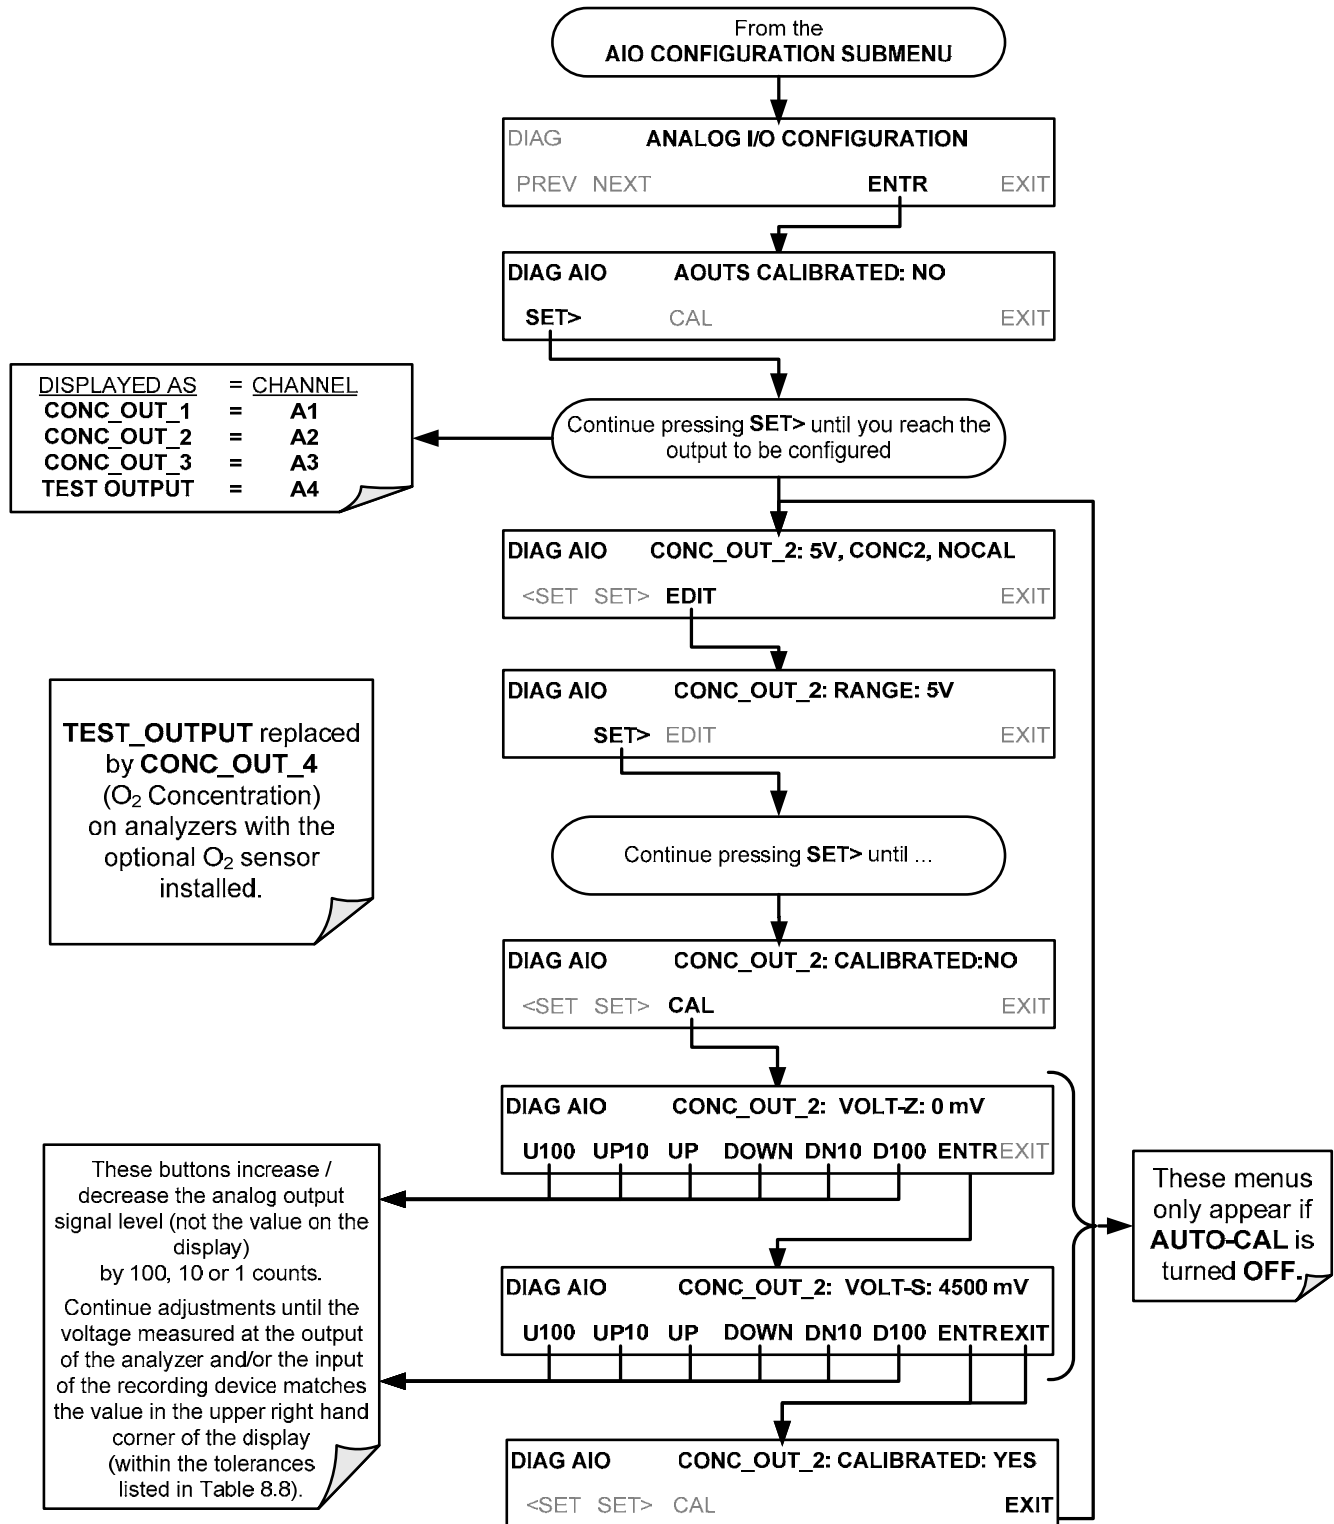 From the
AIO CONFIGURATION SUBMENU
DIAG ANALOG I/O CONFIGURATION
PREV NEXT ENTR EXIT
DIAG AIO AOUTS CALIBRATED: NO
SET> CAL EXIT
DISPLAYED AS = CHANNEL
CONC_OUT_1 = A1
CONC_OUT_2 = A2
CONC_OUT_3 = A3
TEST OUTPUT = A4
Continue pressing SET> until you reach the
output to be configured
DIAG AIO CONC_OUT_2: 5V, CONC2, NOCAL
<SET SET> EDIT EXIT
DIAG AIO CONC_OUT_2: RANGE: 5V
SET> EDIT EXIT
TEST_OUTPUT replaced
by CONC_OUT_4
(O₂ Concentration)
on analyzers with the
optional O₂ sensor
installed.
Continue pressing SET> until ...
DIAG AIO CONC_OUT_2: CALIBRATED:NO
<SET SET> CAL EXIT
DIAG AIO CONC_OUT_2: VOLT-Z: 0 mV
U100 UP10 UP DOWN DN10 D100 ENTR EXIT
These buttons increase /
decrease the analog output
signal level (not the value on the
display)
by 100, 10 or 1 counts.
Continue adjustments until the
voltage measured at the output
of the analyzer and/or the input
of the recording device matches
the value in the upper right hand
corner of the display
(within the tolerances
listed in Table 8.8).
These menus
only appear if
AUTO-CAL is
turned OFF.
DIAG AIO CONC_OUT_2: VOLT-S: 4500 mV
U100 UP10 UP DOWN DN10 D100 ENTR EXIT
DIAG AIO CONC_OUT_2: CALIBRATED: YES
<SET SET> CAL EXIT